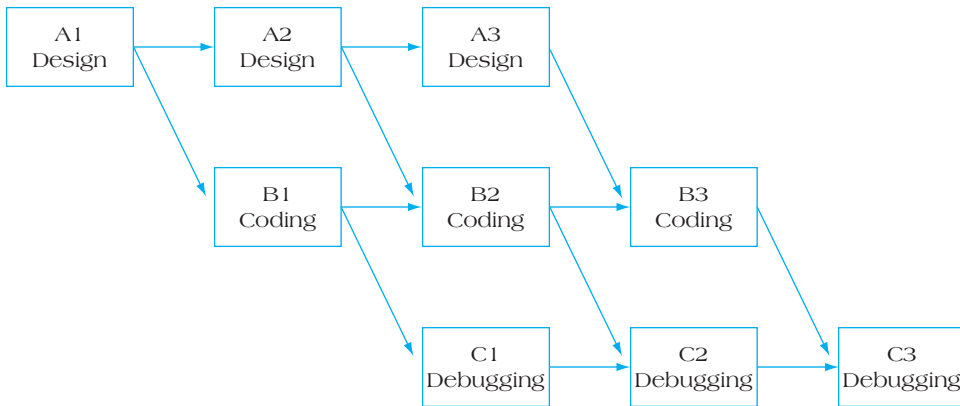 A1
Design
A2
Design
A3
Design
B1
Coding
B2
Coding
B3
Coding
C1
Debugging
C2
Debugging
C3
Debugging